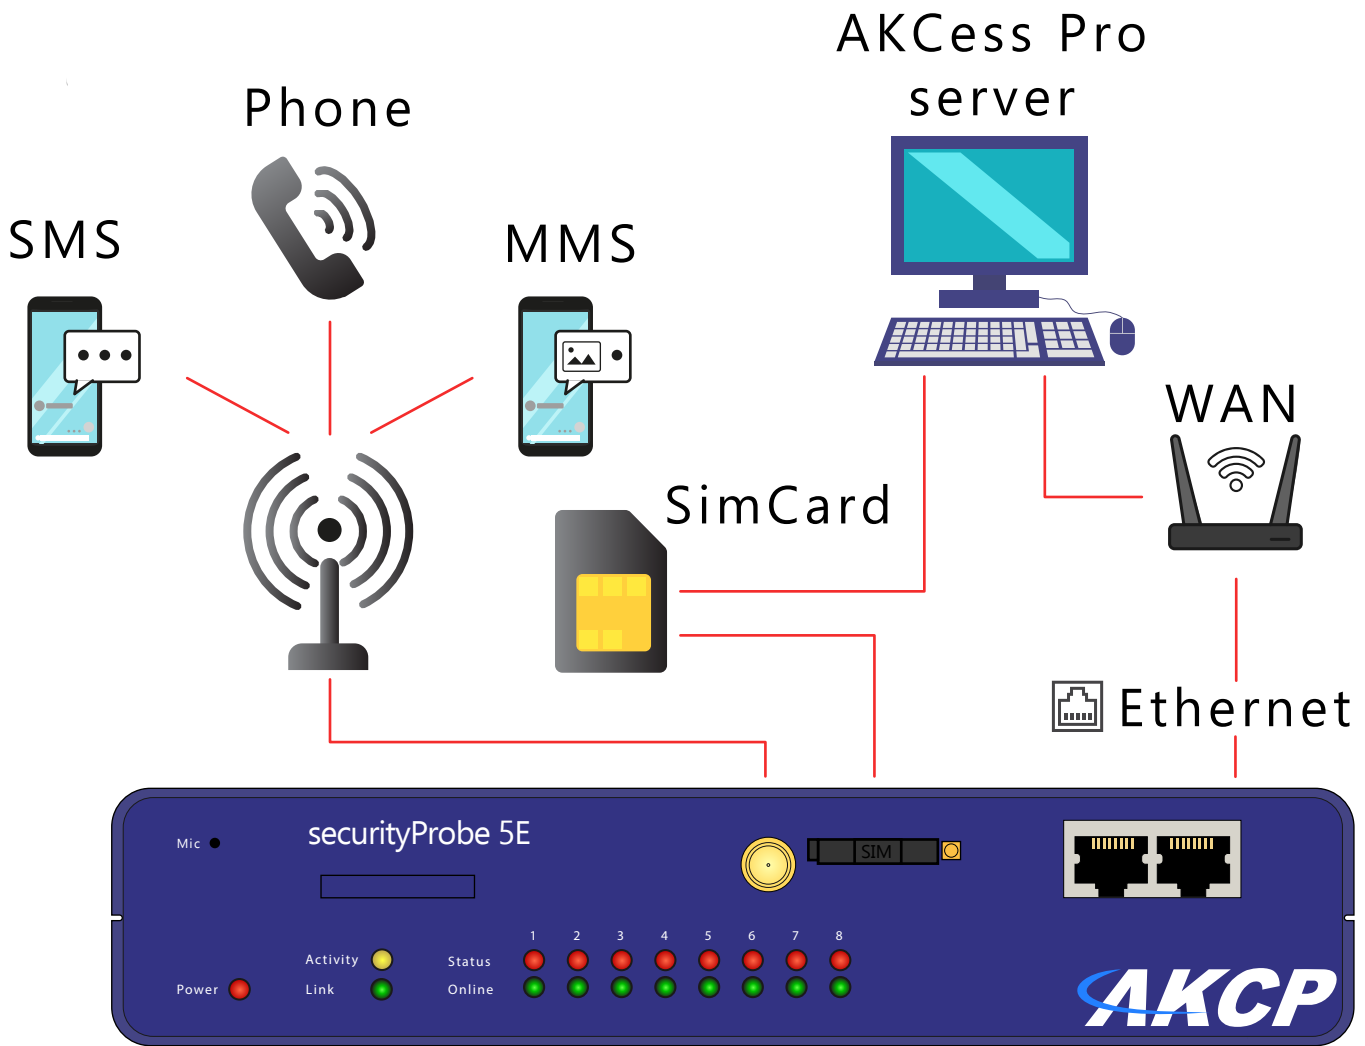 AKCess Pro
server
Phone
SMS
MMS
WAN
SimCard
Ethernet
Mic
securityProbe 5E
SIM
1 2 3 4 5 6 7 8
Activity
Status
Power
Link
Online
AKCP